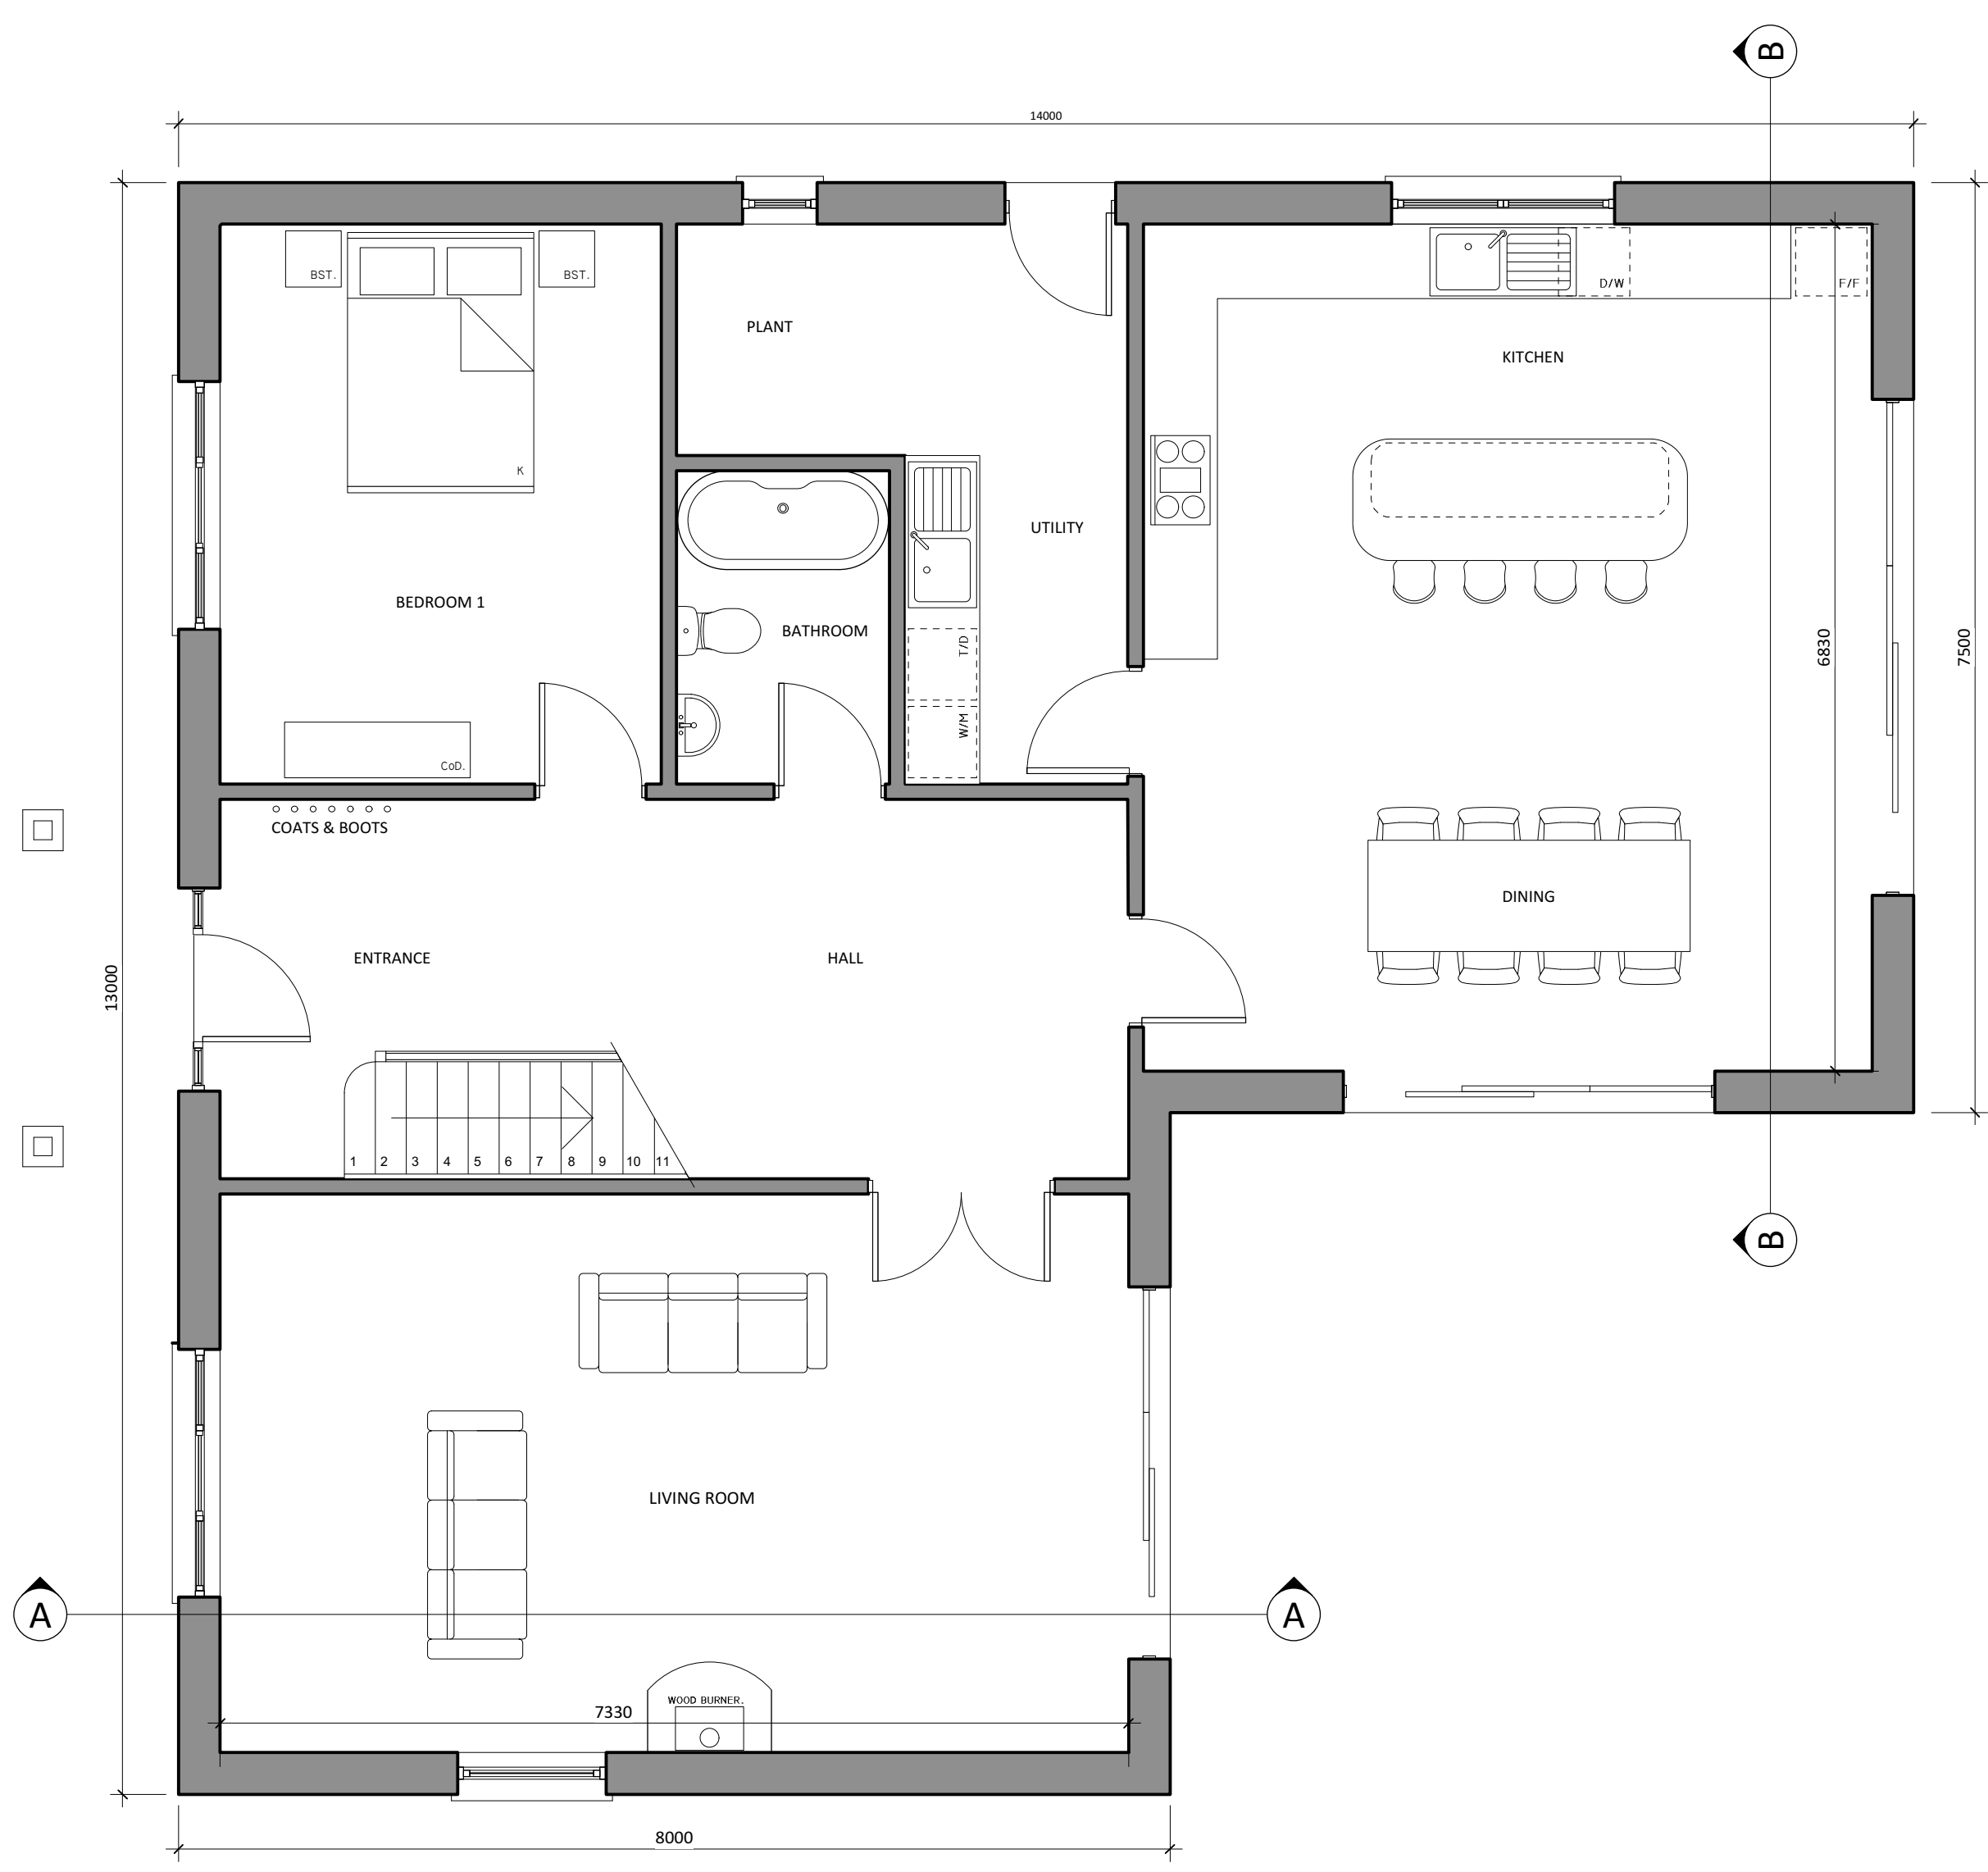 B
14000
BST.
BST.
D/W
F/F
PLANT
KITCHEN
K
UTILITY
BEDROOM 1
BATHROOM
T/D
6830
7500
W/M
CoD.
COATS & BOOTS
DINING
ENTRANCE
HALL
13000
1 2 3 4 5 6 7 8 9 10 11
B
LIVING ROOM
A
A
WOOD BURNER.
7330
8000